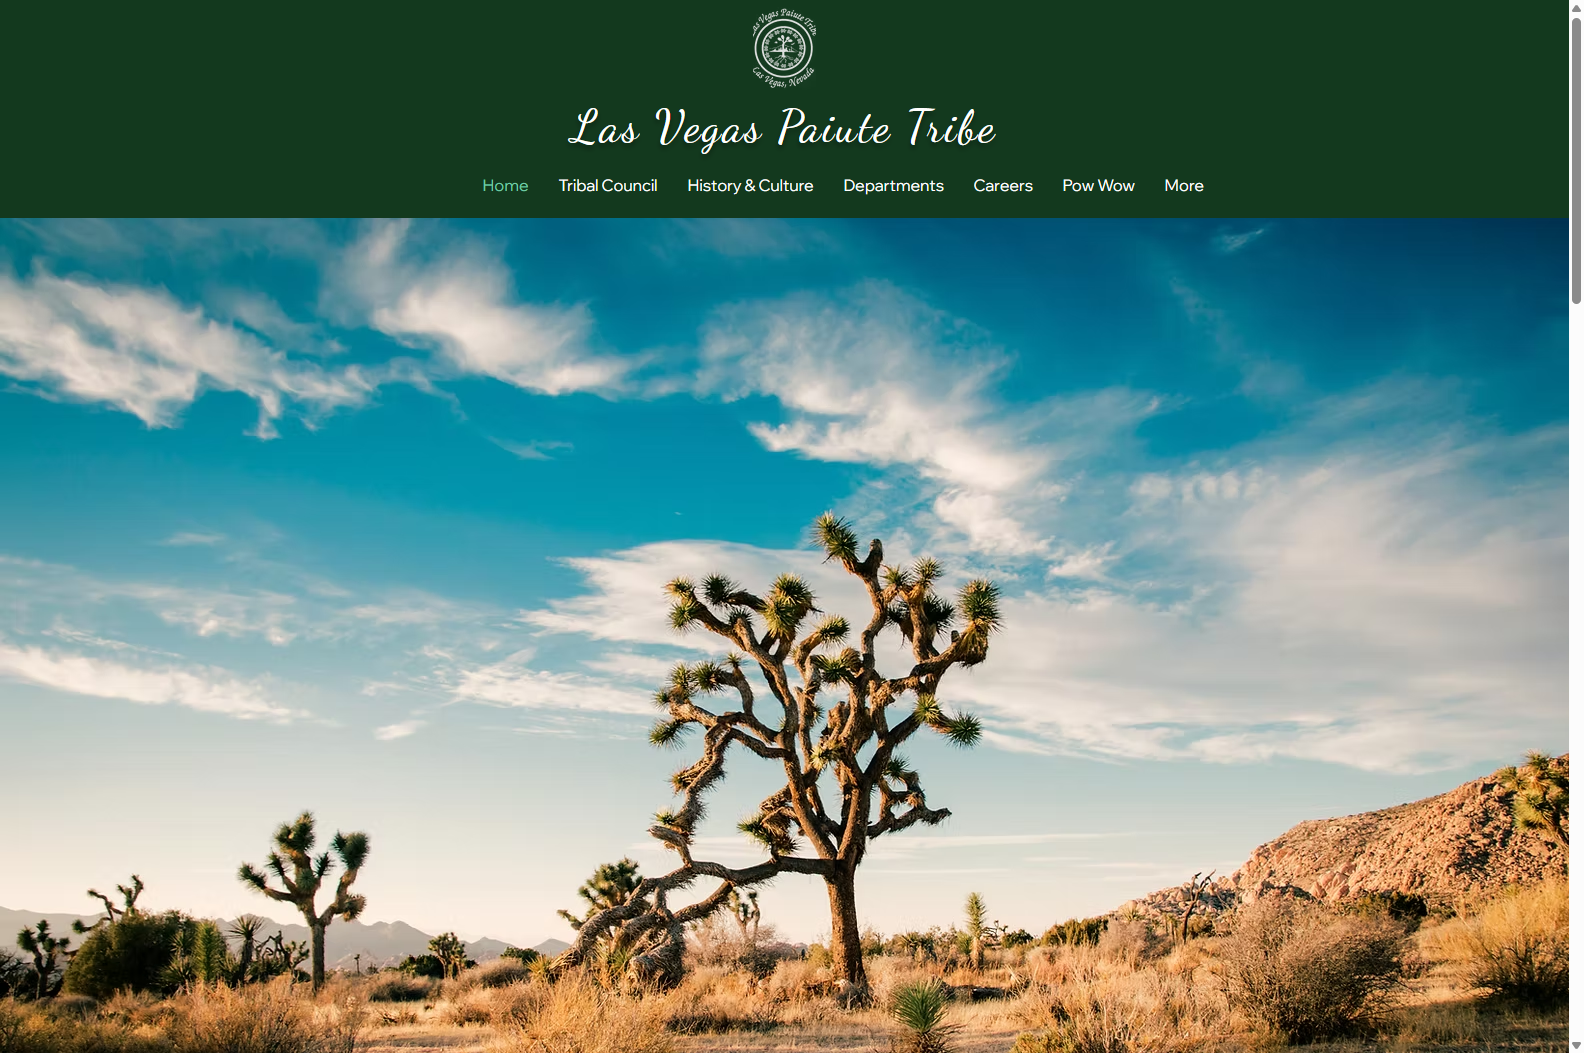 Las Vegas Paiute Tribe
Las Vegas, Nevada
Las Vegas Paiute Tribe
Home Tribal Council History & Culture Departments Careers Pow Wow More